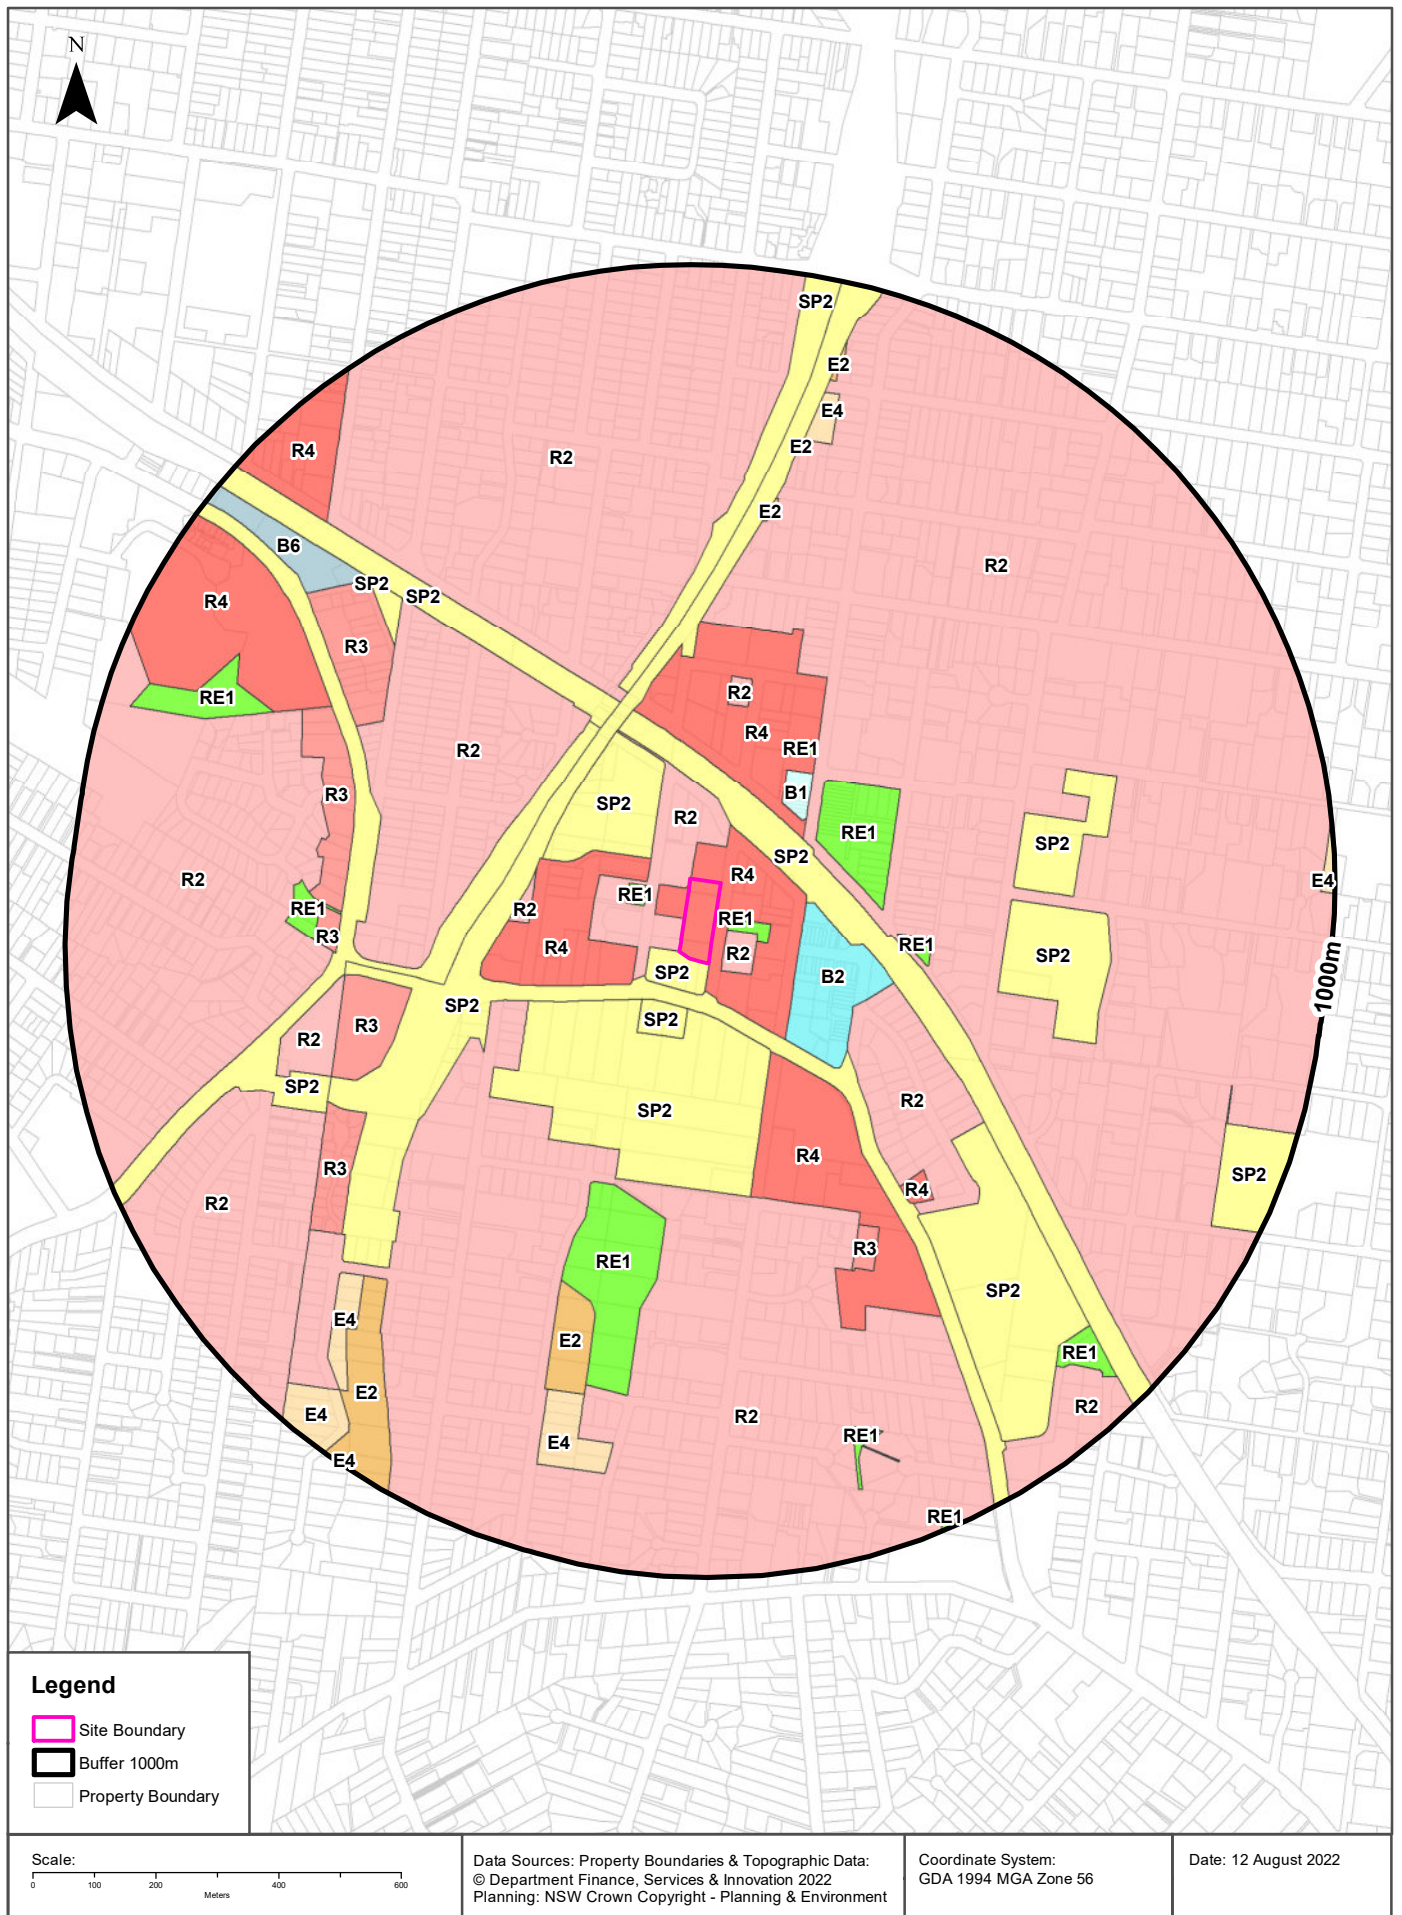 N
SP2
E2
E4
R4
E2
R2
E2
B6
R2
SP2
SP2
R4
R3
R2
RE1
R4
RE1
R2
B1
R3
SP2
R2
RE1
SP2
SP2
R4
R2
E4
RE1
RE1
R2
RE1
R3
RE1
R4
R2
SP2
B2
SP2
1000m
SP2
SP2
R3
R2
SP2
R2
SP2
R4
R3
SP2
R4
R2
R3
RE1
SP2
E4
E2
RE1
E2
R2
E4
R2
RE1
E4
E4
RE1
Legend
Site Boundary
Buffer 1000m
Property Boundary
Scale:
0 100 200 400 600
Meters
Data Sources: Property Boundaries & Topographic Data:
© Department Finance, Services & Innovation 2022
Planning: NSW Crown Copyright - Planning & Environment
Coordinate System:
GDA 1994 MGA Zone 56
Date: 12 August 2022